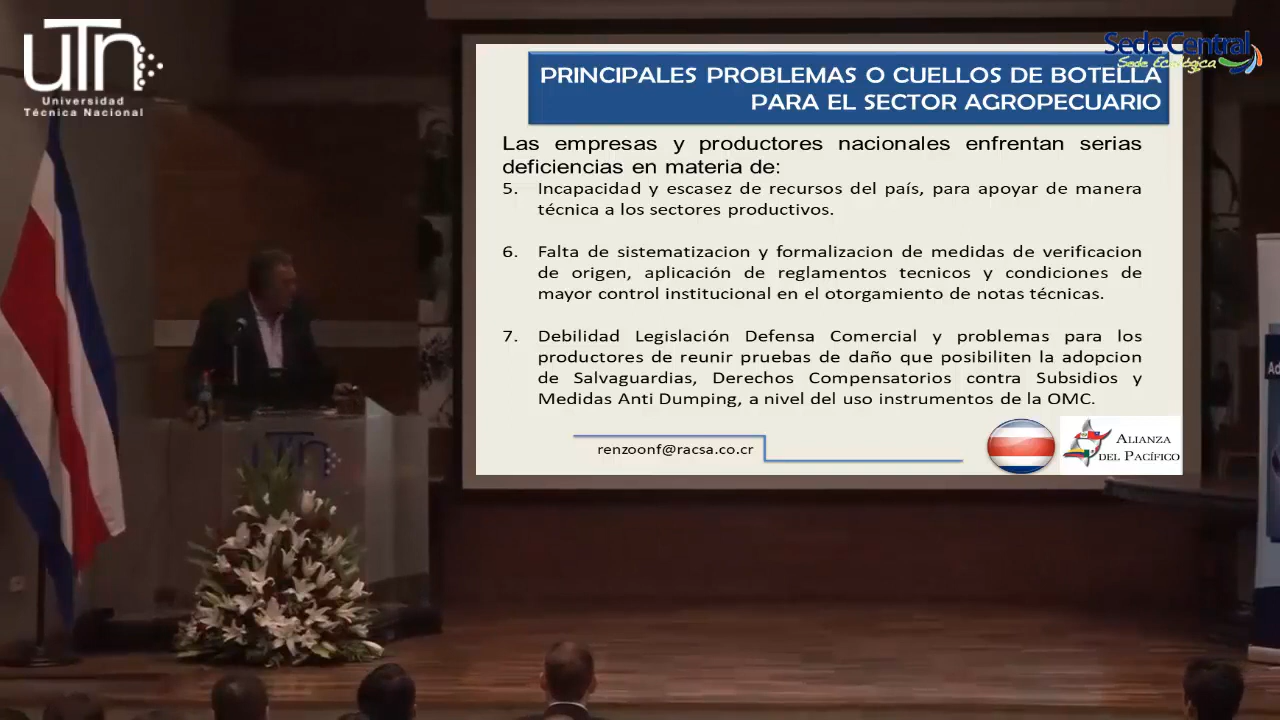 UTN
Universidad
Técnica Nacional
Sede Central
Sede Ecológica
PRINCIPALES PROBLEMAS O CUELLOS DE BOTELLA
PARA EL SECTOR AGROPECUARIO
Las empresas y productores nacionales enfrentan serias
deficiencias en materia de:
5. Incapacidad y escasez de recursos del país, para apoyar de manera
técnica a los sectores productivos.
6. Falta de sistematizacion y formalizacion de medidas de verificacion
de origen, aplicación de reglamentos tecnicos y condiciones de
mayor control institucional en el otorgamiento de notas técnicas.
7. Debilidad Legislación Defensa Comercial y problemas para los
productores de reunir pruebas de daño que posibiliten la adopcion
de Salvaguardias, Derechos Compensatorios contra Subsidios y
Medidas Anti Dumping, a nivel del uso instrumentos de la OMC.
renzoonf@racsa.co.cr
ALIANZA
DEL PACÍFICO
UTN
Ad